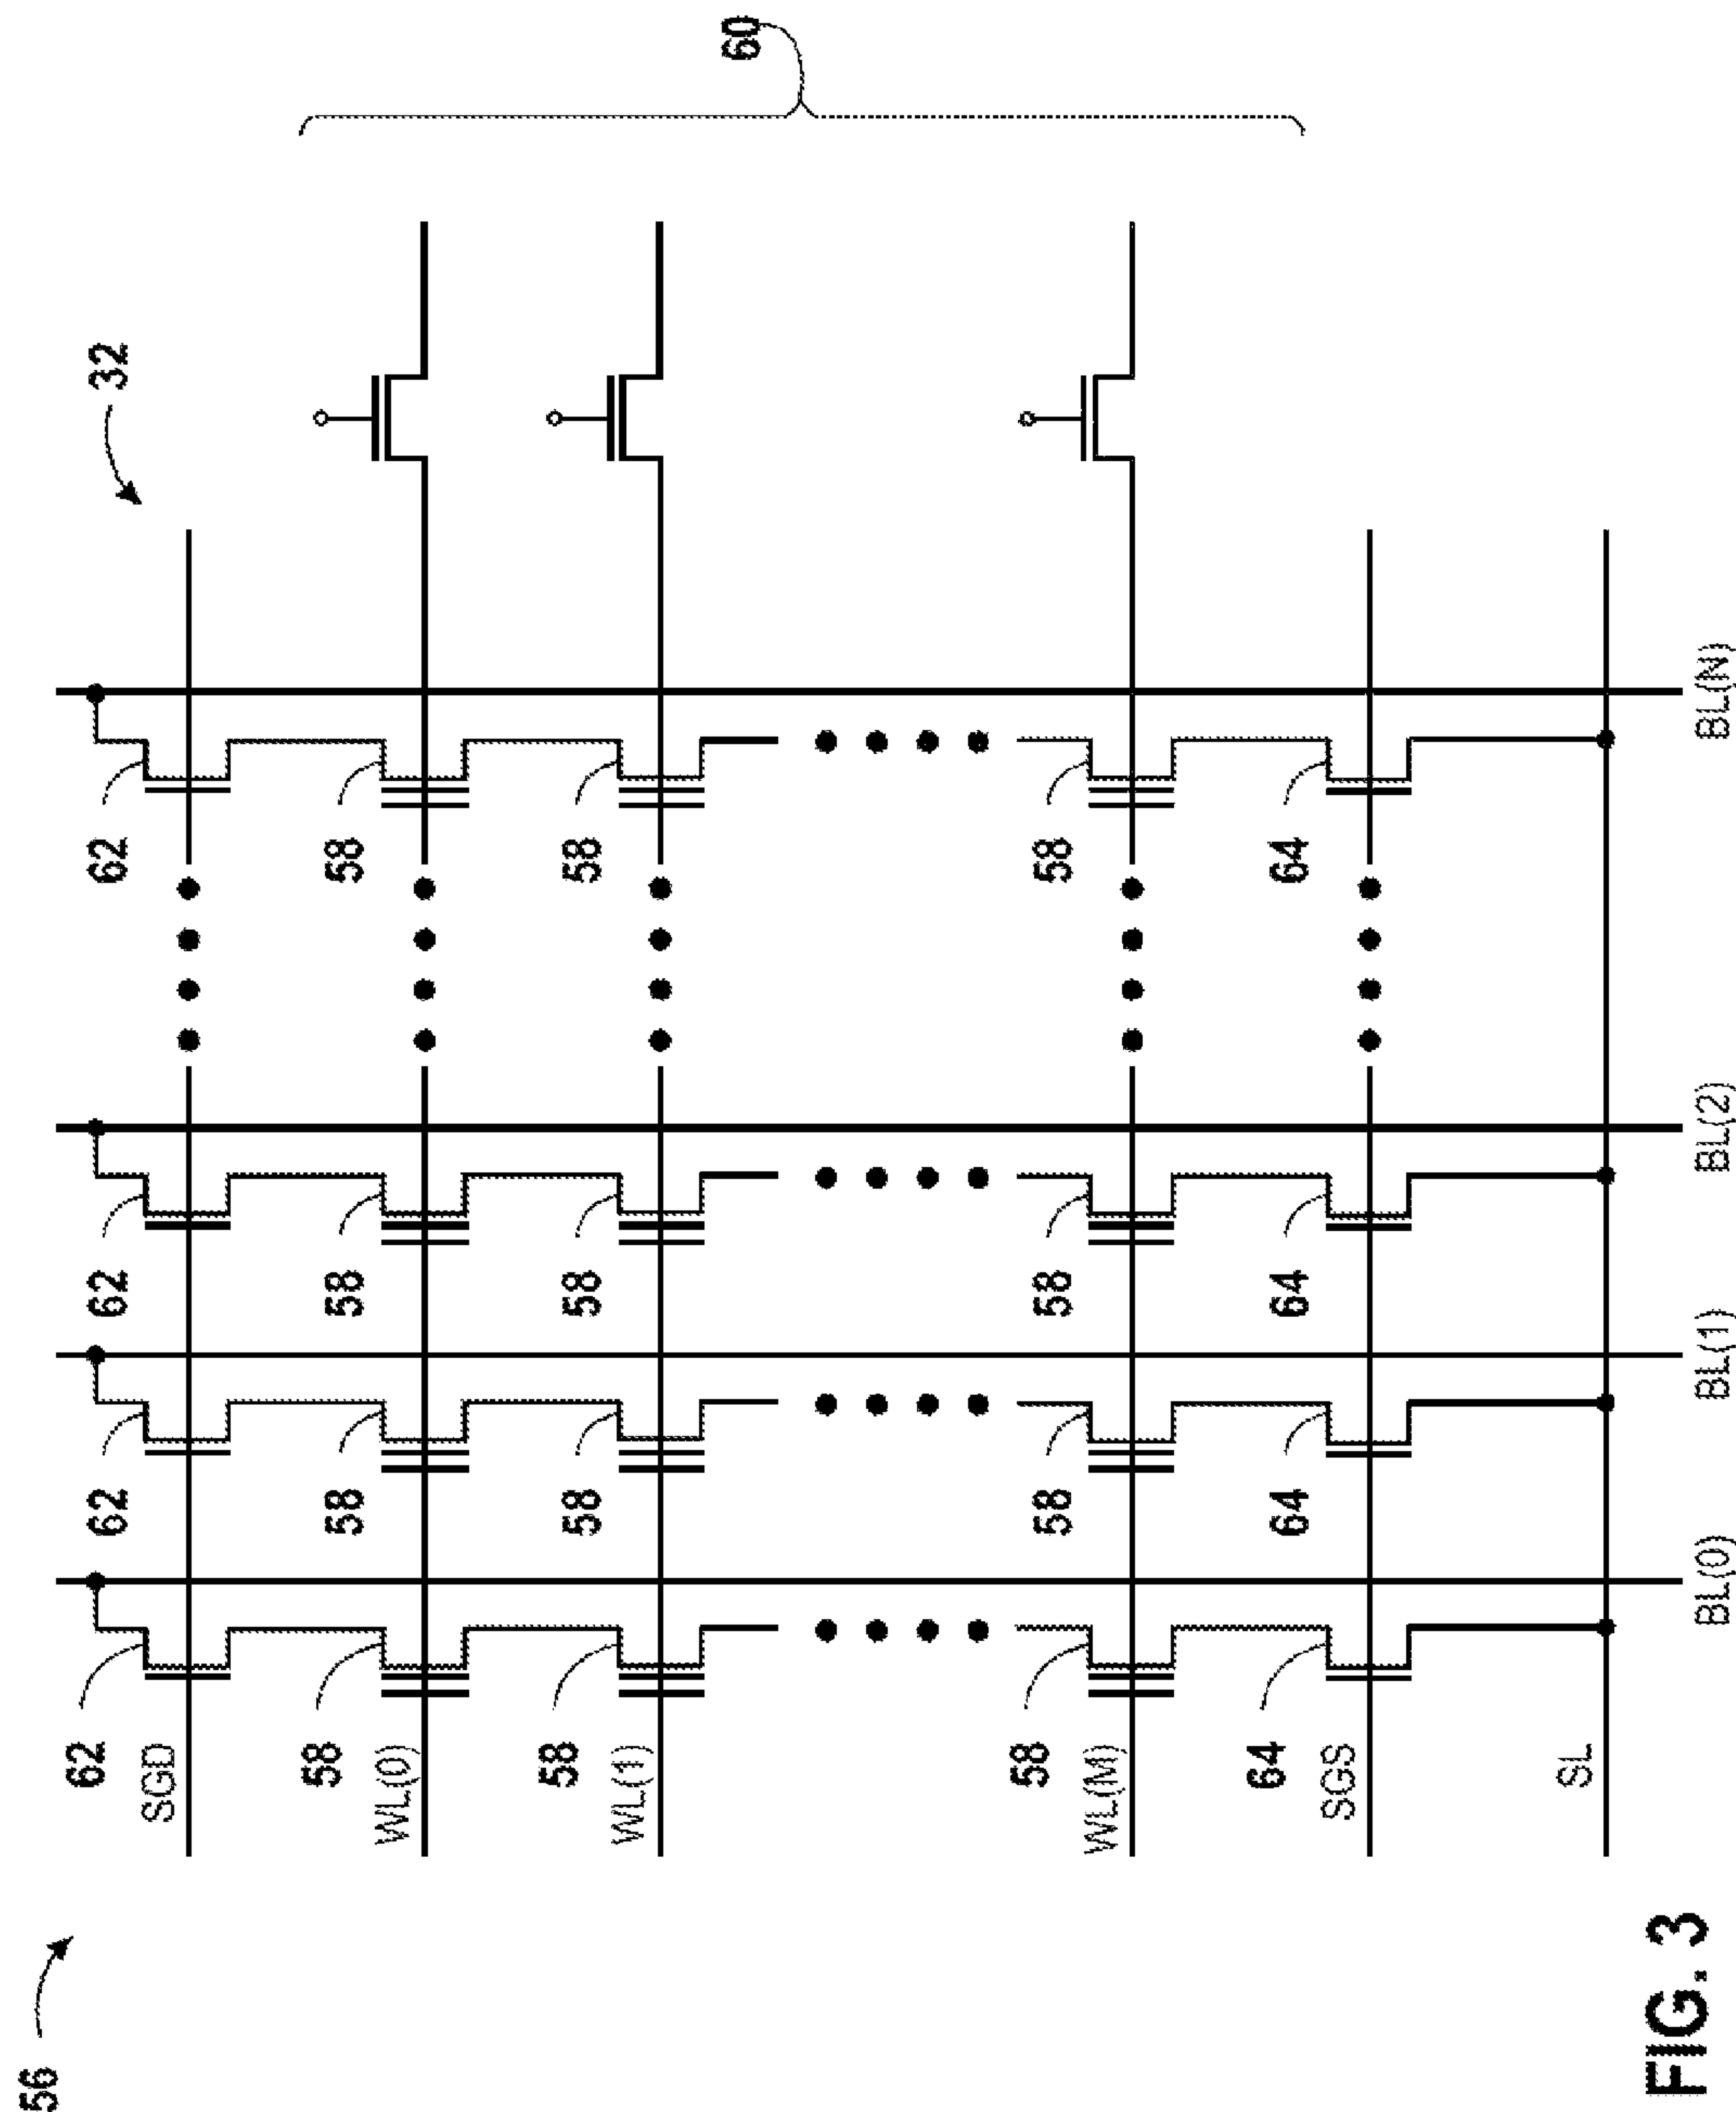 56
62 62 62 62 32
SGD
58 58 58 58
WL(0)
58 58 58 58
WL(1)
60
58 58 58 58
WL(M)
64 64 64 64
SGS
SL
BL(0) BL(1) BL(2) BL(N)
FIG. 3